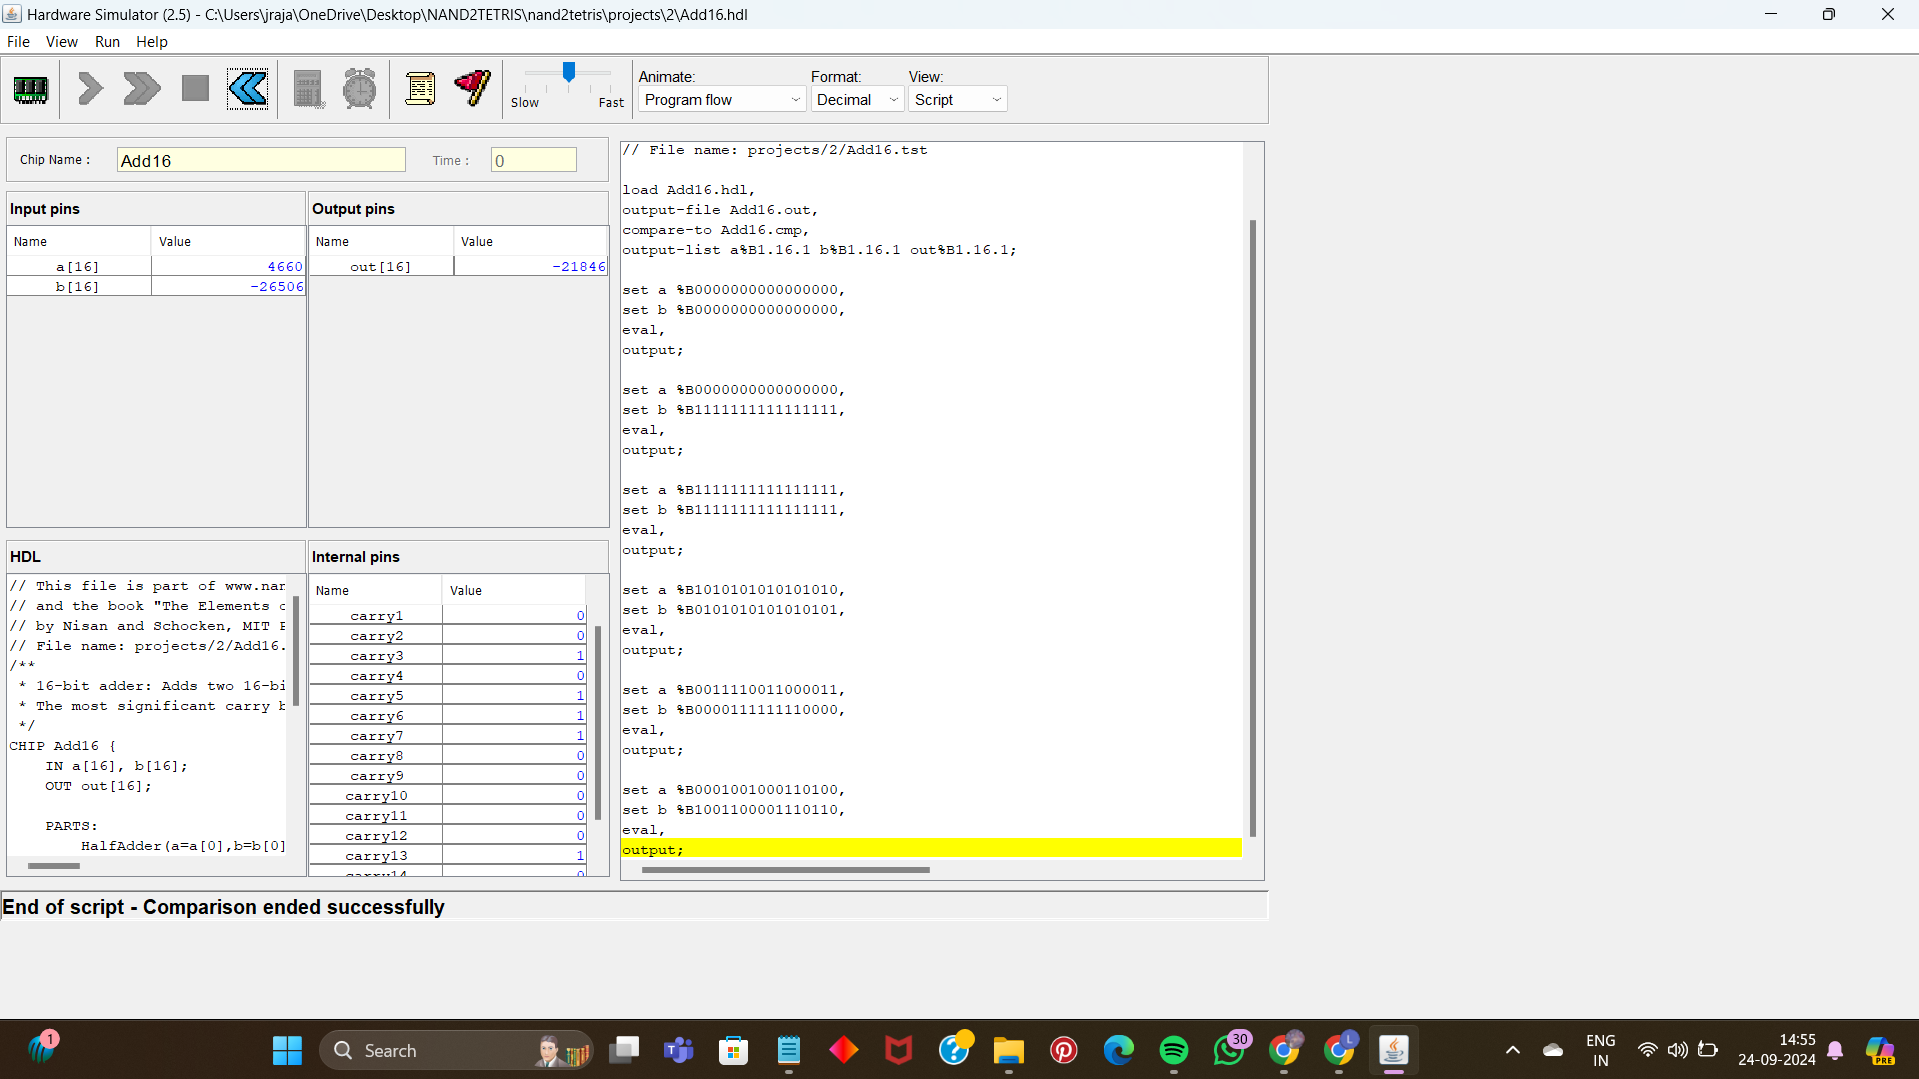 Hardware Simulator (2.5) - C:\Users\jraja\OneDrive\Desktop\NAND2TETRIS\nand2tetris\projects\2\Add16.hdl
File View Run Help
Slow Fast
Animate: Format: View:
Program flow Decimal Script
Chip Name : Add16 Time : 0
Input pins Output pins
Name Value Name Value
a[16] 4660 out[16] -21846
b[16] -26506
HDL
// This file is part of www.nan
// and the book "The Elements o
// by Nisan and Schocken, MIT P
// File name: projects/2/Add16.
/**
* 16-bit adder: Adds two 16-bi
* The most significant carry b
*/
CHIP Add16 {
IN a[16], b[16];
OUT out[16];
PARTS:
HalfAdder(a=a[0],b=b[0]
Internal pins
Name Value
carry1 0
carry2 0
carry3 1
carry4 0
carry5 1
carry6 1
carry7 1
carry8 0
carry9 0
carry10 0
carry11 0
carry12 0
carry13 1
carry14 0
// File name: projects/2/Add16.tst
load Add16.hdl,
output-file Add16.out,
compare-to Add16.cmp,
output-list a%B1.16.1 b%B1.16.1 out%B1.16.1;
set a %B0000000000000000,
set b %B0000000000000000,
eval,
output;
set a %B0000000000000000,
set b %B1111111111111111,
eval,
output;
set a %B1111111111111111,
set b %B1111111111111111,
eval,
output;
set a %B1010101010101010,
set b %B0101010101010101,
eval,
output;
set a %B0011110011000011,
set b %B0000111111110000,
eval,
output;
set a %B0001001000110100,
set b %B1001100001110110,
eval,
output;
End of script - Comparison ended successfully
1
Search
30
L
ENG
IN
14:55
24-09-2024
PRE